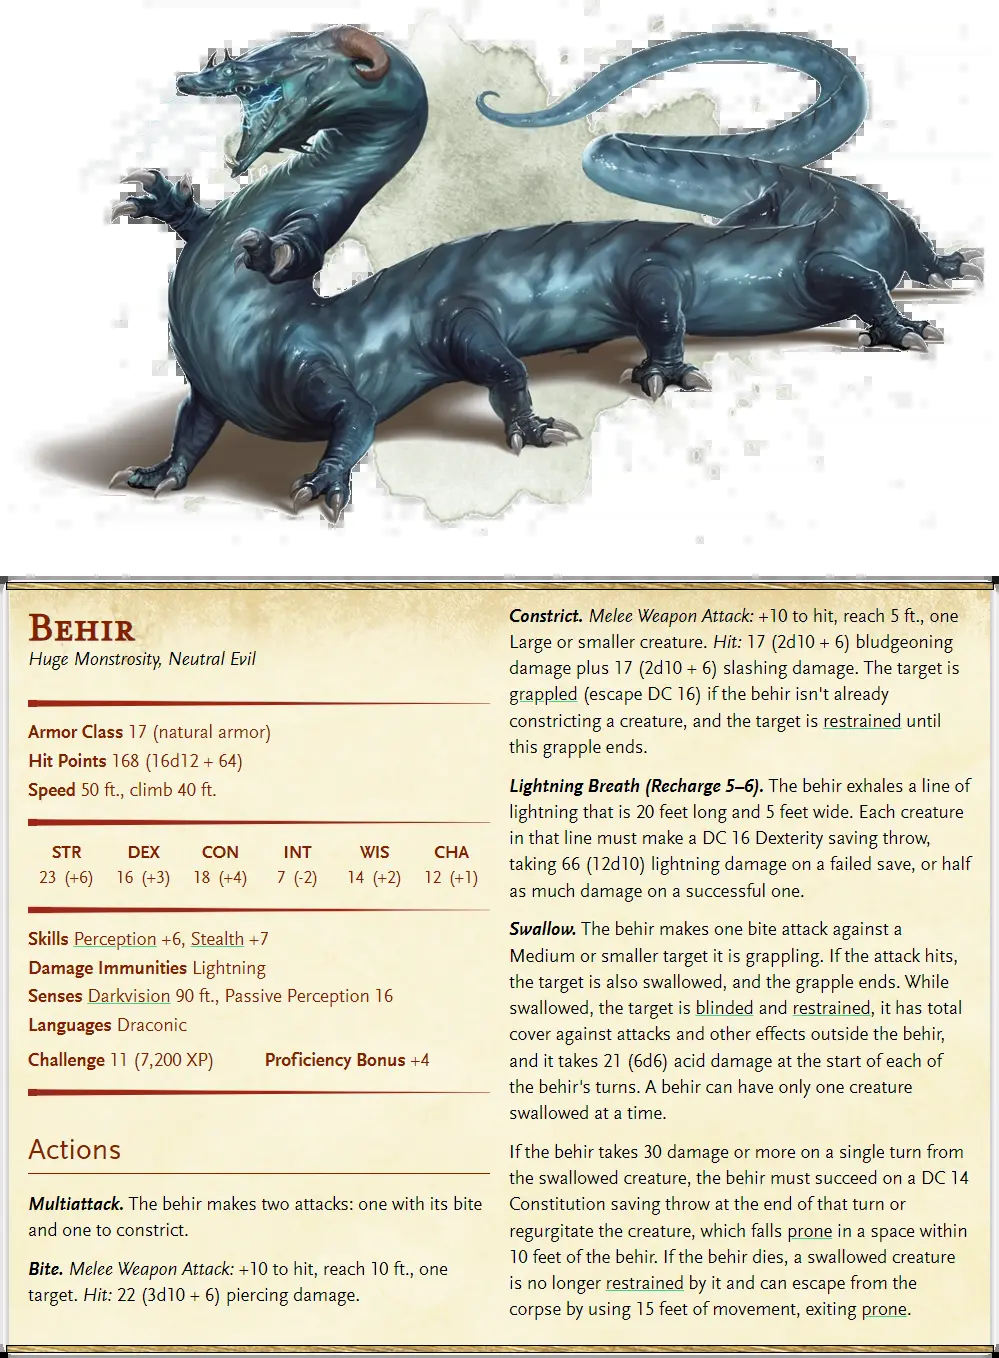 BEHIR
Huge Monstrosity, Neutral Evil
Armor Class 17 (natural armor)
Hit Points 168 (16d12 + 64)
Speed 50 ft., climb 40 ft.
STR DEX CON INT WIS CHA
23 (+6) 16 (+3) 18 (+4) 7 (-2) 14 (+2) 12 (+1)
Skills Perception +6, Stealth +7
Damage Immunities Lightning
Senses Darkvision 90 ft., Passive Perception 16
Languages Draconic
Challenge 11 (7,200 XP) Proficiency Bonus +4
Actions
Multiattack. The behir makes two attacks: one with its bite
and one to constrict.
Bite. Melee Weapon Attack: +10 to hit, reach 10 ft., one
target. Hit: 22 (3d10 + 6) piercing damage.
Constrict. Melee Weapon Attack: +10 to hit, reach 5 ft., one
Large or smaller creature. Hit: 17 (2d10 + 6) bludgeoning
damage plus 17 (2d10 + 6) slashing damage. The target is
grappled (escape DC 16) if the behir isn't already
constricting a creature, and the target is restrained until
this grapple ends.
Lightning Breath (Recharge 5–6). The behir exhales a line of
lightning that is 20 feet long and 5 feet wide. Each creature
in that line must make a DC 16 Dexterity saving throw,
taking 66 (12d10) lightning damage on a failed save, or half
as much damage on a successful one.
Swallow. The behir makes one bite attack against a
Medium or smaller target it is grappling. If the attack hits,
the target is also swallowed, and the grapple ends. While
swallowed, the target is blinded and restrained, it has total
cover against attacks and other effects outside the behir,
and it takes 21 (6d6) acid damage at the start of each of
the behir's turns. A behir can have only one creature
swallowed at a time.
If the behir takes 30 damage or more on a single turn from
the swallowed creature, the behir must succeed on a DC 14
Constitution saving throw at the end of that turn or
regurgitate the creature, which falls prone in a space within
10 feet of the behir. If the behir dies, a swallowed creature
is no longer restrained by it and can escape from the
corpse by using 15 feet of movement, exiting prone.